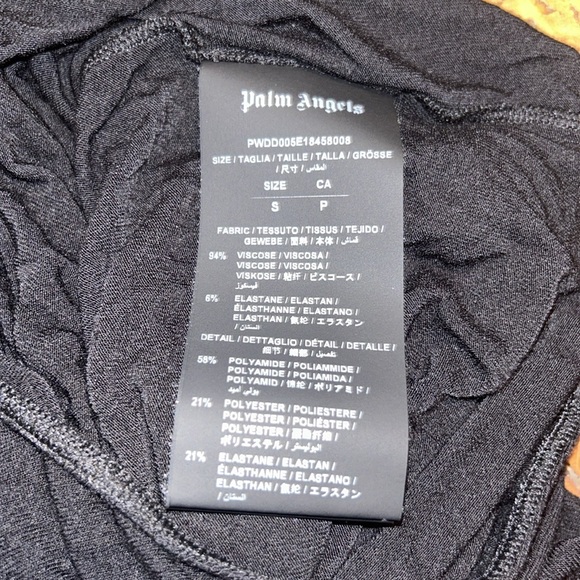 Palm Angels
PWDD005E18458008
SIZE / TAGLIA / TAILLE / TALLA / GRÖSSE
/ 尺寸 / المقاس /
SIZE CA
S P
FABRIC / TESSUTO / TISSUS / TEJIDO /
GEWEBE / 面料 / 本体 / قماش /
94% VISCOSE / VISCOSA /
VISCOSE / VISCOSA /
VISKOSE / 粘纤 / ビスコース /
فيسكوز
6% ELASTANE / ELASTAN /
ÉLASTHANNE / ELASTANO /
ELASTHAN / 氨纶 / エラスタン
/ الستان
DETAIL / DETTAGLIO / DÉTAIL / DETALLE /
细节 / 細部 / تفصيل /
58% POLYAMIDE / POLIAMMIDE /
POLYAMIDE / POLIAMIDA /
POLYAMID / 锦纶 / ポリアミド /
بولي اميد
21% POLYESTER / POLIESTERE /
POLYESTER / POLIÉSTER /
POLYESTER / 聚酯纤维 /
ポリエステル / البوليستر
21% ELASTANE / ELASTAN /
ÉLASTHANNE / ELASTANO /
ELASTHAN / 氨纶 / エラスタン
/ الستان